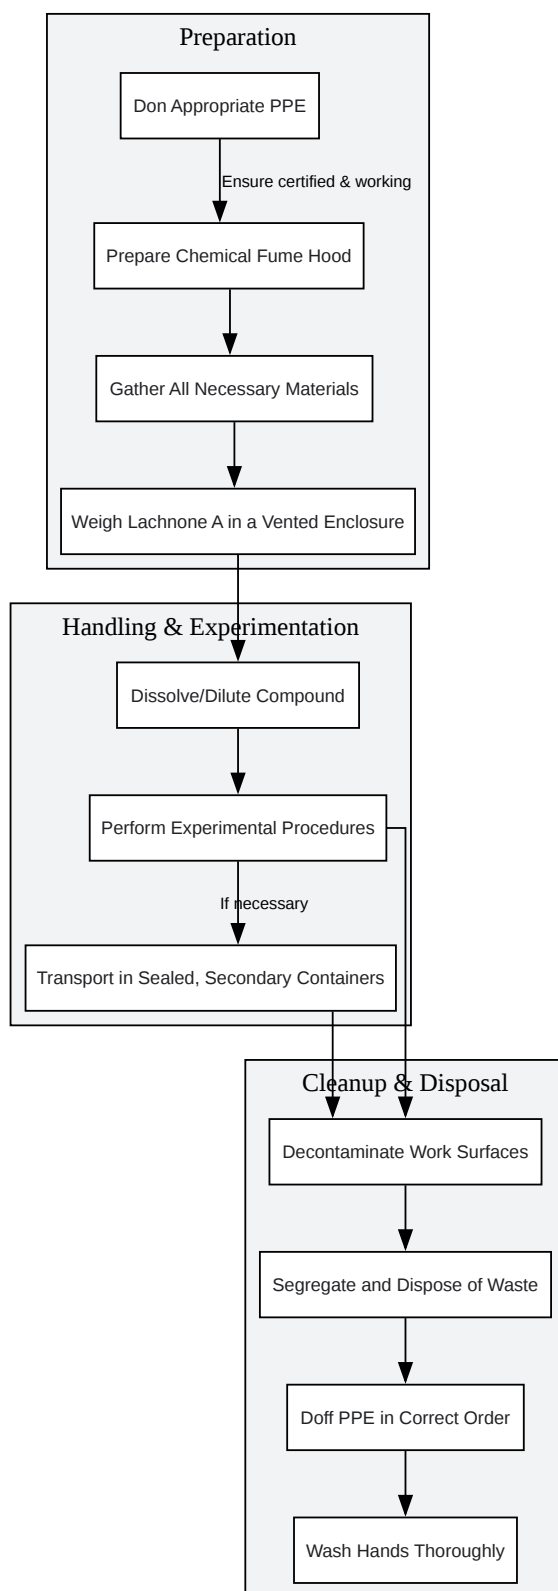 Preparation
Don Appropriate PPE
Ensure certified & working
Prepare Chemical Fume Hood
Gather All Necessary Materials
Weigh Lachnone A in a Vented Enclosure
Handling & Experimentation
Dissolve/Dilute Compound
Perform Experimental Procedures
If necessary
Transport in Sealed, Secondary Containers
Cleanup & Disposal
Decontaminate Work Surfaces
Segregate and Dispose of Waste
Doff PPE in Correct Order
Wash Hands Thoroughly